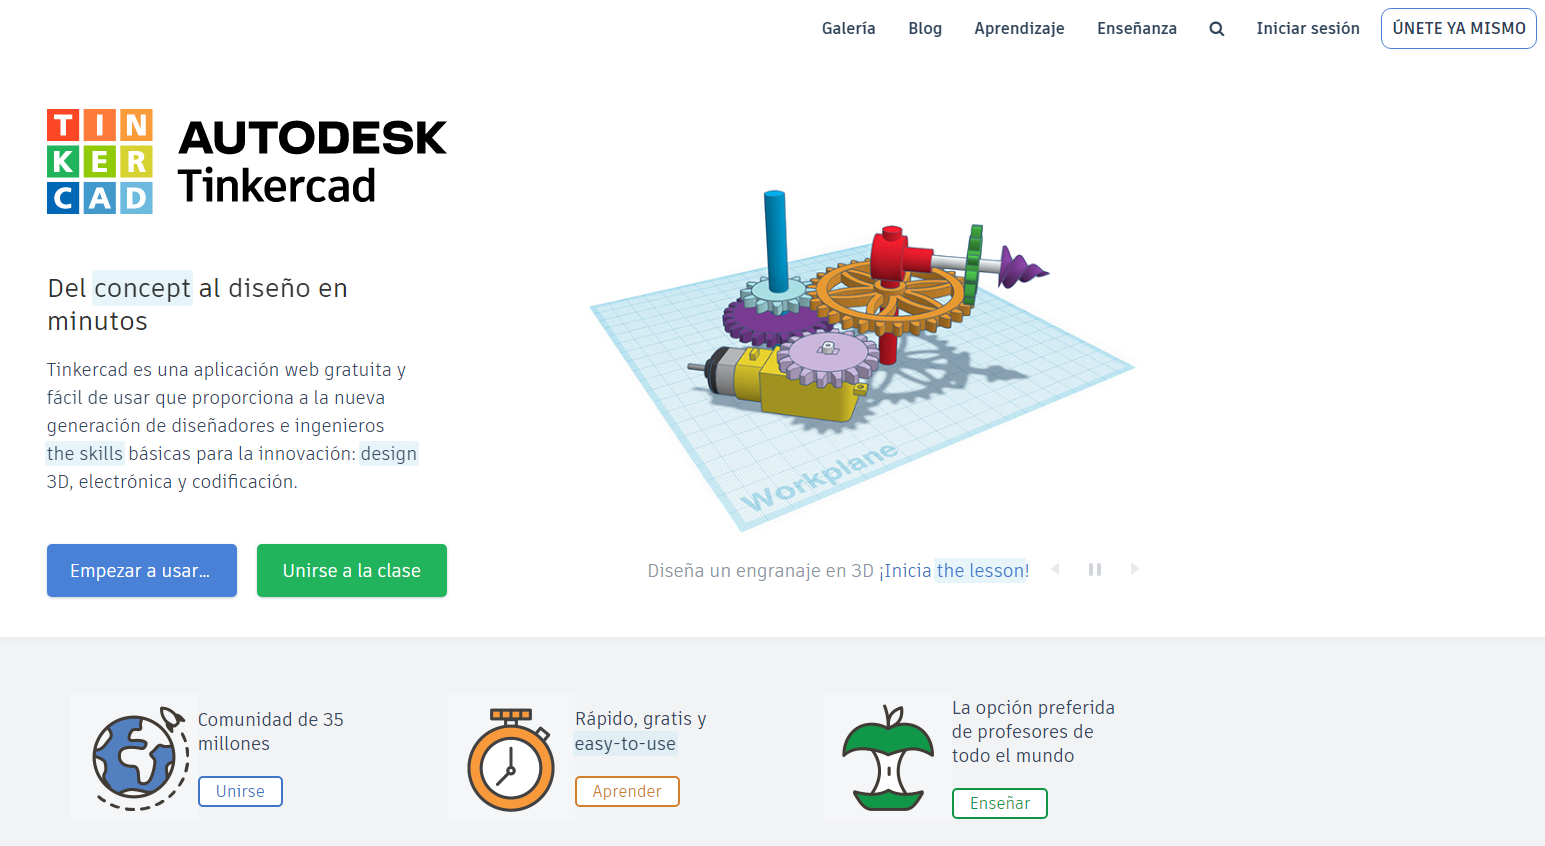 Galería Blog Aprendizaje Enseñanza Iniciar sesión ÚNETE YA MISMO
TIN
KER
CAD
AUTODESK
Tinkercad
Del concept al diseño en
minutos
Tinkercad es una aplicación web gratuita y
fácil de usar que proporciona a la nueva
generación de diseñadores e ingenieros
the skills básicas para la innovación: design
3D, electrónica y codificación.
Empezar a usar...
Unirse a la clase
Workplane
Diseña un engranaje en 3D ¡Inicia the lesson!
Comunidad de 35
millones
Unirse
Rápido, gratis y
easy-to-use
Aprender
La opción preferida
de profesores de
todo el mundo
Enseñar